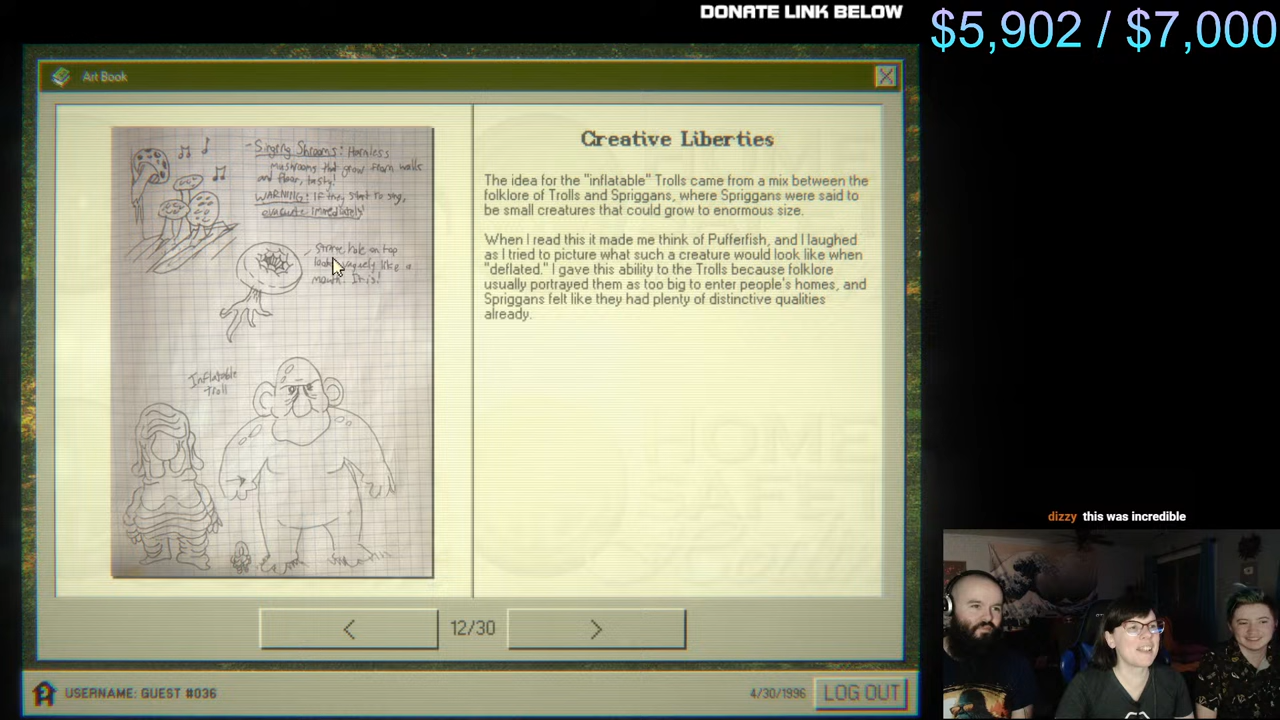 DONATE LINK BELOW
$5,902 / $7,000
Art Book
- Singing Shrooms: Harmless
mushrooms that grow from walls
and floor, tasty!
WARNING! If they start to sing,
evacuate immediately!
Strange hole on top
looks vaguely like a
mouth. It is!
Inflatable
Troll
Creative Liberties
The idea for the "inflatable" Trolls came from a mix between the
folklore of Trolls and Spriggans, where Spriggans were said to
be small creatures that could grow to enormous size.
When I read this it made me think of Pufferfish, and I laughed
as I tried to picture what such a creature would look like when
"deflated." I gave this ability to the Trolls because folklore
usually portrayed them as too big to enter people's homes, and
Spriggans felt like they had plenty of distinctive qualities
already.
<
12/30
>
dizzy this was incredible
USERNAME: GUEST #036
4/30/1996
LOG OUT